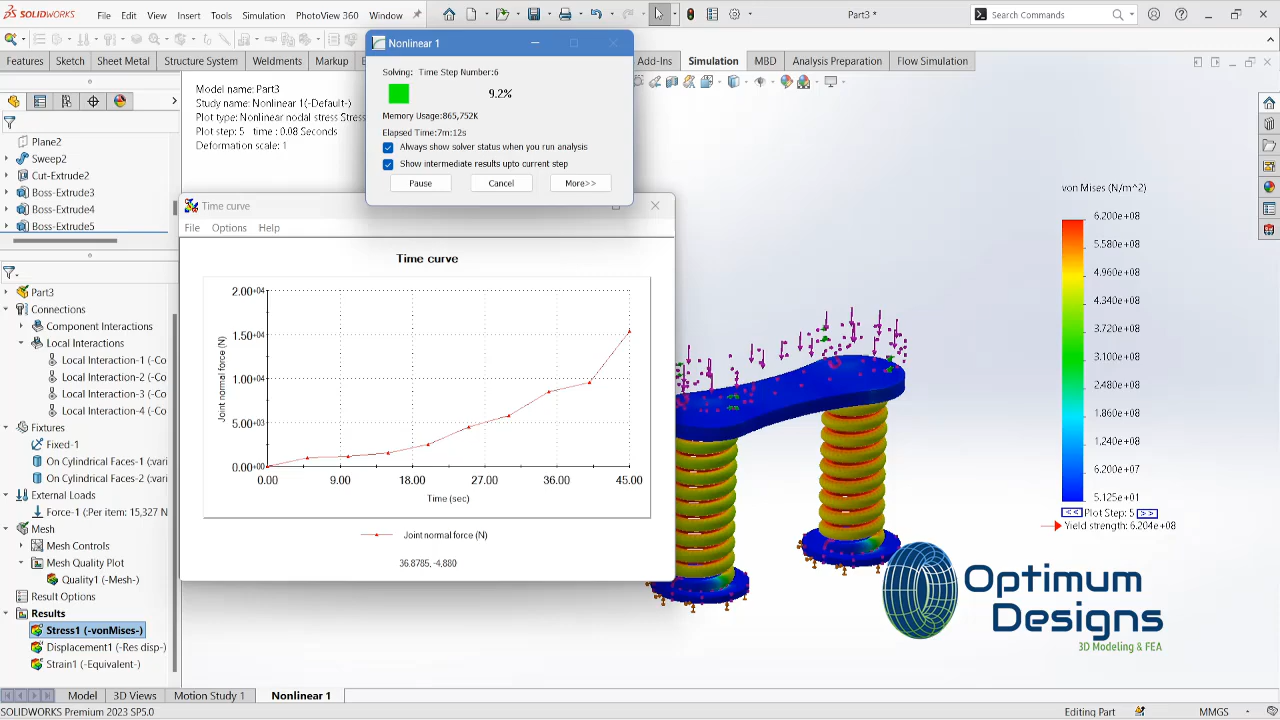 SOLIDWORKS File Edit View Insert Tools Simulation PhotoView 360 Window Part3 * Search Commands
Features Sketch Sheet Metal Structure System Weldments Markup Add-Ins Simulation MBD Analysis Preparation Flow Simulation
Nonlinear 1
Solving: Time Step Number:6
9.2%
Memory Usage:865,752K
Elapsed Time:7m:12s
Always show solver status when you run analysis
Show intermediate results upto current step
Pause Cancel More>>
Model name: Part3
Study name: Nonlinear 1(-Default-)
Plot type: Nonlinear nodal stress Stress
Plot step: 5 time : 0.08 Seconds
Deformation scale: 1
Plane2
Sweep2
Cut-Extrude2
Boss-Extrude3
Boss-Extrude4
Boss-Extrude5
Part3
Connections
Component Interactions
Local Interactions
Local Interaction-1 (-Co
Local Interaction-2 (-Co
Local Interaction-3 (-Co
Local Interaction-4 (-Co
Fixtures
Fixed-1
On Cylindrical Faces-1 (:vari
On Cylindrical Faces-2 (:vari
External Loads
Force-1 (:Per item: 15,327 N
Mesh
Mesh Controls
Mesh Quality Plot
Quality1 (-Mesh-)
Result Options
Results
Stress1 (-vonMises-)
Displacement1 (-Res disp-)
Strain1 (-Equivalent-)
Time curve
File Options Help
Time curve
Joint normal force (N)
2.00e+04
1.50e+04
1.00e+04
5.00e+03
0.00e+00
0.00 9.00 18.00 27.00 36.00 45.00
Time (sec)
Joint normal force (N)
36.8785, -4.880
von Mises (N/m^2)
6.200e+08
5.580e+08
4.960e+08
4.340e+08
3.720e+08
3.100e+08
2.480e+08
1.860e+08
1.240e+08
6.200e+07
5.125e+01
<< Plot Step: 5 >>
Yield strength: 6.204e+08
Optimum
Designs
3D Modeling & FEA
Model 3D Views Motion Study 1 Nonlinear 1
SOLIDWORKS Premium 2023 SP5.0 Editing Part MMGS